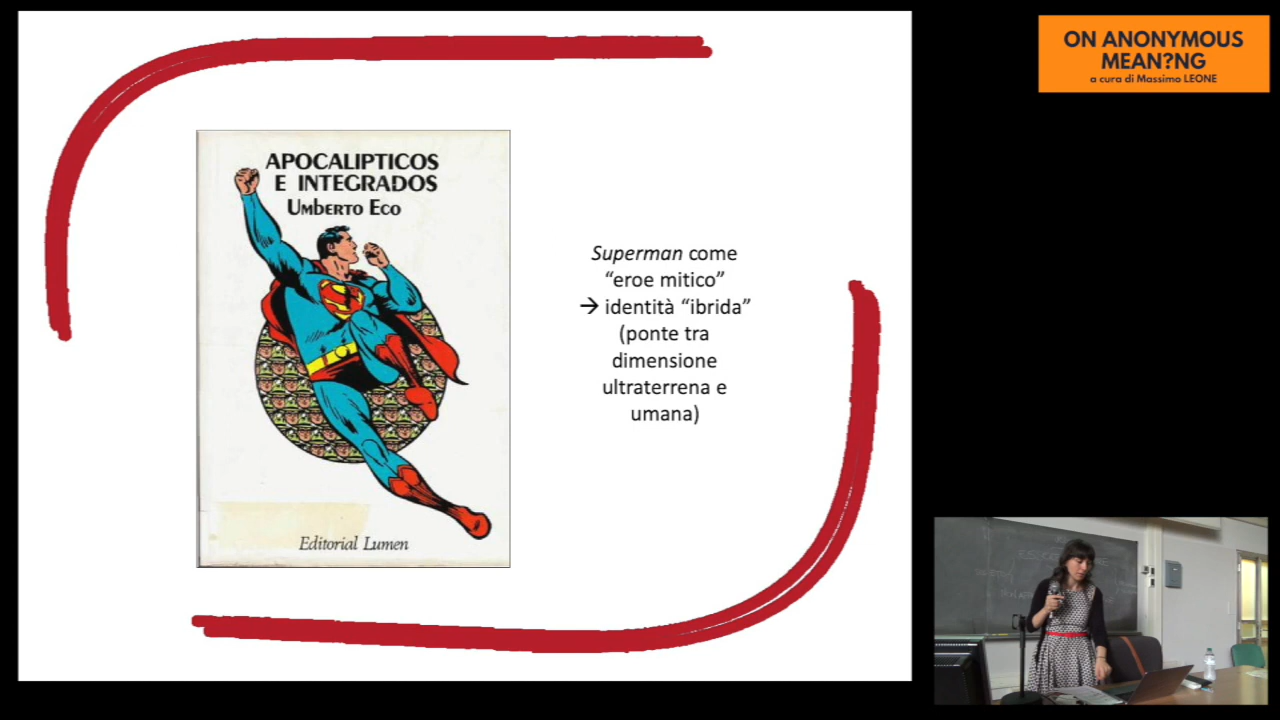 ON ANONYMOUS
MEAN?NG
a cura di Massimo LEONE
APOCALIPTICOS
E INTEGRADOS
UMBERTO ECO
Editorial Lumen
Superman come
“eroe mitico”
→ identità “ibrida”
(ponte tra
dimensione
ultraterrena e
umana)